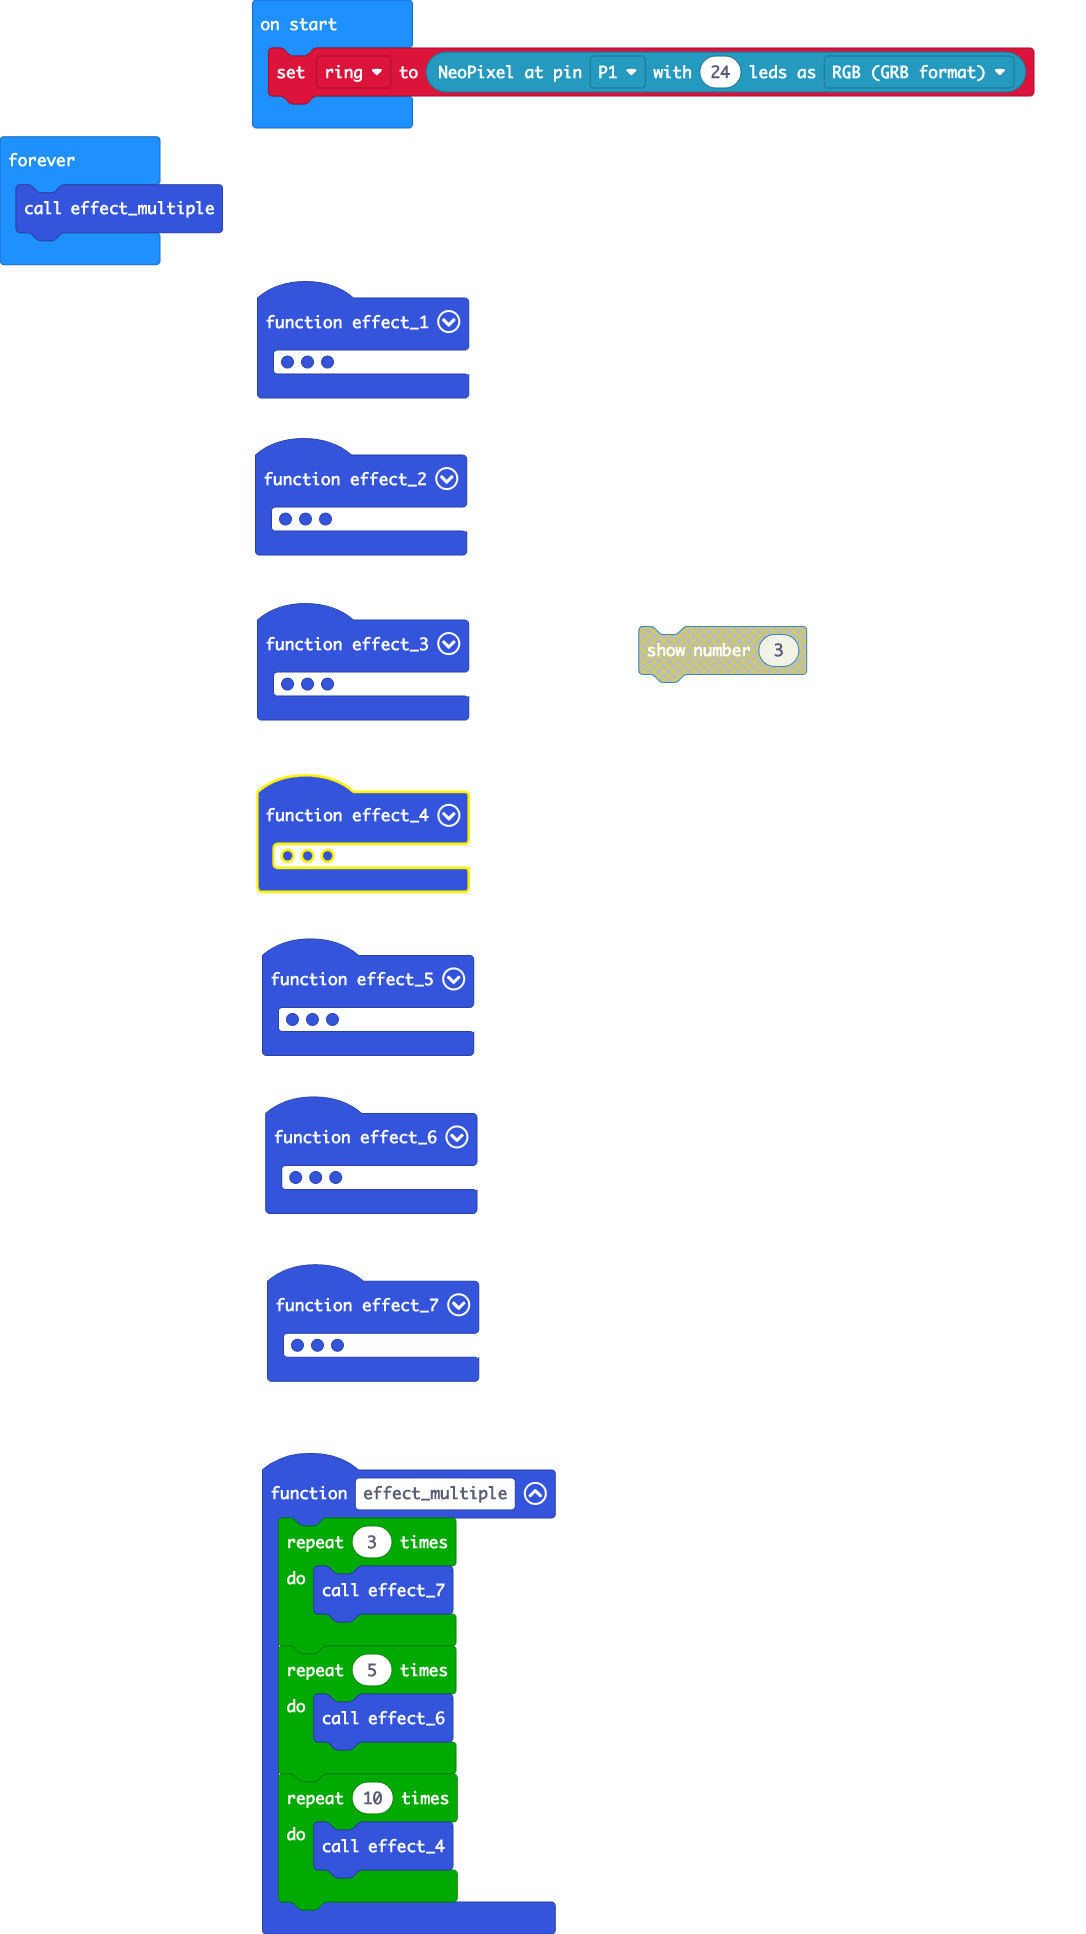 on start
set ring to NeoPixel at pin P1 with 24 leds as RGB (GRB format)
forever
call effect_multiple
function effect_1
function effect_2
function effect_3
show number 3
function effect_4
function effect_5
function effect_6
function effect_7
function effect_multiple
repeat 3 times
do call effect_7
repeat 5 times
do call effect_6
repeat 10 times
do call effect_4